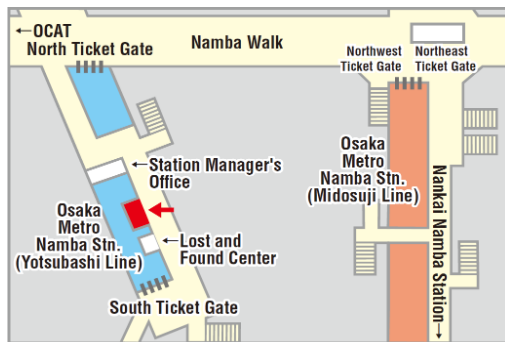 ←OCAT
North Ticket Gate
Namba Walk
Northwest
Ticket Gate
Northeast
Ticket Gate
←Station Manager's
Office
Osaka
Metro
Namba Stn.
(Midosuji Line)
Osaka
Metro
Namba Stn.
(Yotsubashi Line)
←Lost and
Found Center
South Ticket Gate
Nankai Namba Station→